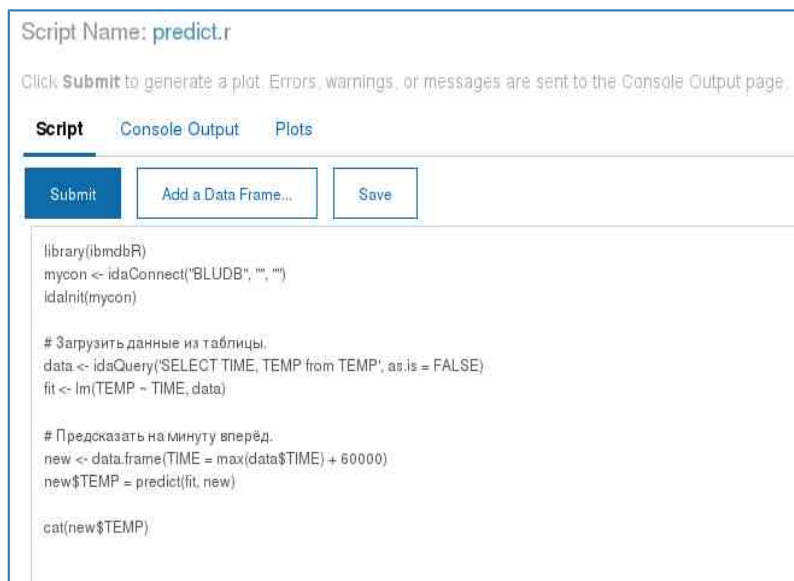 Script Name: predict.r
Click Submit to generate a plot. Errors, warnings, or messages are sent to the Console Output page.
Script Console Output Plots
Submit Add a Data Frame... Save
library(ibmdbR)
mycon <- idaConnect("BLUDB", "", "")
idaInit(mycon)
# Загрузить данные из таблицы.
data <- idaQuery('SELECT TIME, TEMP from TEMP', as.is = FALSE)
fit <- lm(TEMP ~ TIME, data)
# Предсказать на минуту вперёд.
new <- data.frame(TIME = max(data$TIME) + 60000)
new$TEMP = predict(fit, new)
cat(new$TEMP)